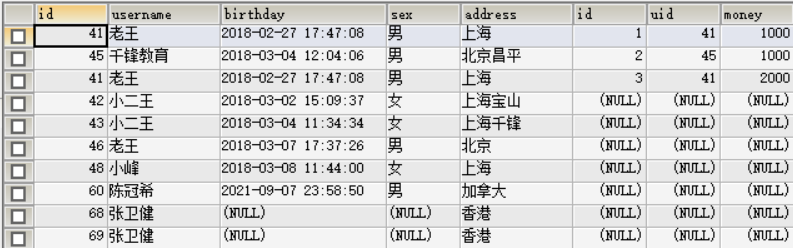 id username birthday sex address id uid money
41 老王 2018-02-27 17:47:08 男 上海 1 41 1000
45 千锋教育 2018-03-04 12:04:06 男 北京昌平 2 45 1000
41 老王 2018-02-27 17:47:08 男 上海 3 41 2000
42 小二王 2018-03-02 15:09:37 女 上海宝山 (NULL) (NULL) (NULL)
43 小二王 2018-03-04 11:34:34 女 上海千锋 (NULL) (NULL) (NULL)
46 老王 2018-03-07 17:37:26 男 北京 (NULL) (NULL) (NULL)
48 小峰 2018-03-08 11:44:00 女 上海 (NULL) (NULL) (NULL)
60 陈冠希 2021-09-07 23:58:50 男 加拿大 (NULL) (NULL) (NULL)
68 张卫健 (NULL) (NULL) 香港 (NULL) (NULL) (NULL)
69 张卫健 (NULL) (NULL) 香港 (NULL) (NULL) (NULL)